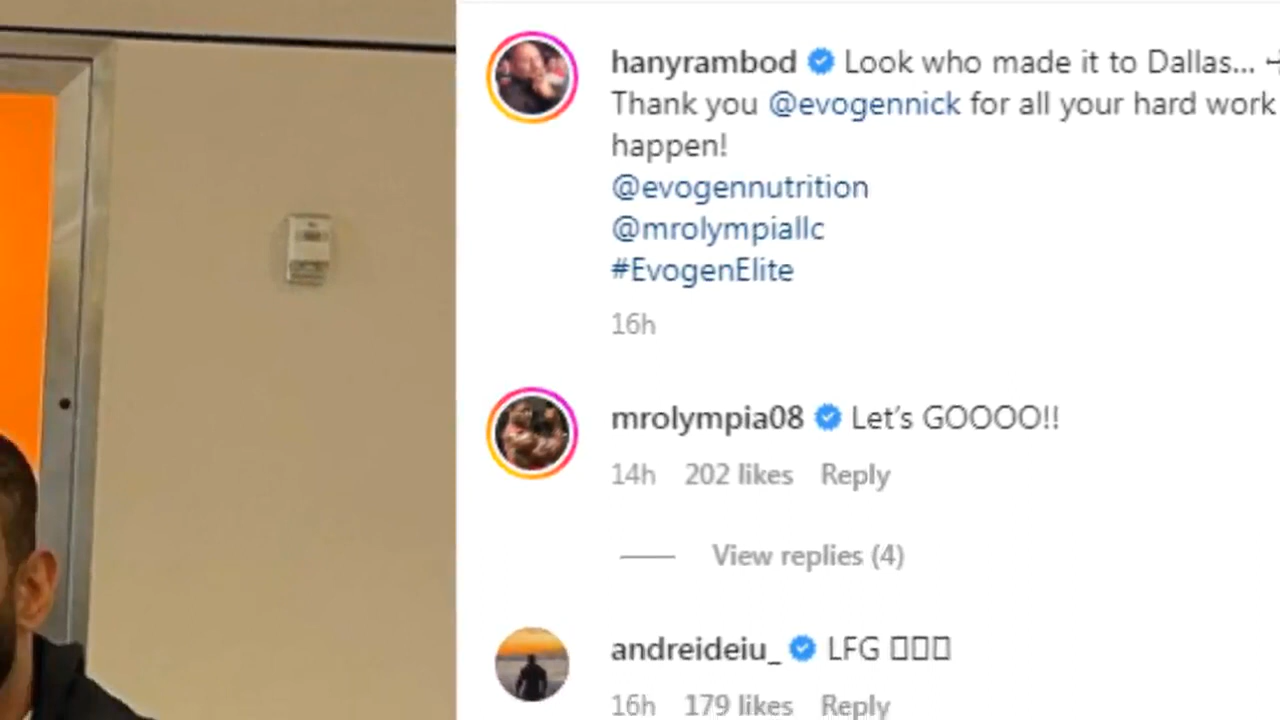 hanyrambod Look who made it to Dallas...
Thank you @evogennick for all your hard work
happen!
@evogennutrition
@mrolympiallc
#EvogenElite
16h
mrolympia08 Let's GOOOO!!
14h 202 likes Reply
View replies (4)
andreideiu_ LFG
16h 179 likes Reply